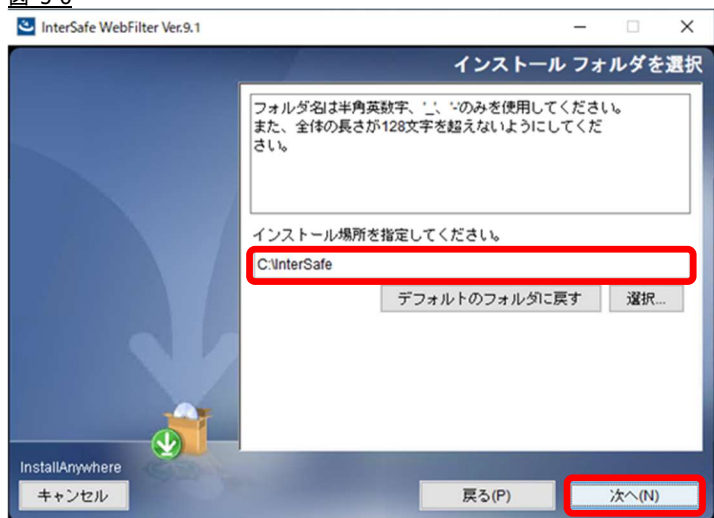 InterSafe WebFilter Ver.9.1
インストール フォルダを選択
フォルダ名は半角英数字、'_'、'-'のみを使用してください。
また、全体の長さが128文字を超えないようにしてくだ
さい。
インストール場所を指定してください。
C:\InterSafe
デフォルトのフォルダに戻す 選択...
InstallAnywhere
キャンセル 戻る(P) 次へ(N)